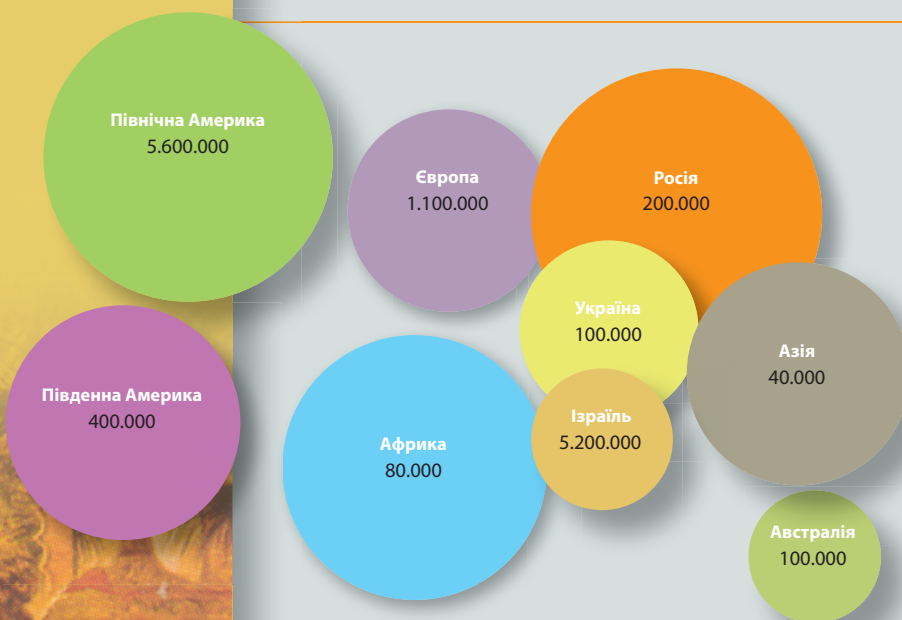 Північна Америка
5.600.000
Європа
1.100.000
Росія
200.000
Україна
100.000
Азія
40.000
Південна Америка
400.000
Африка
80.000
Ізраїль
5.200.000
Австралія
100.000